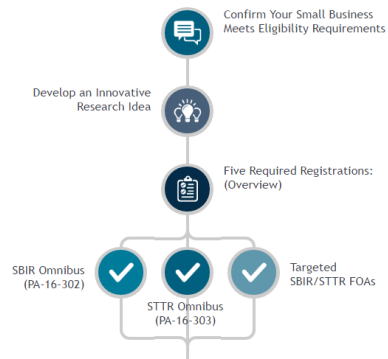 Confirm Your Small Business
Meets Eligibility Requirements
Develop an Innovative
Research Idea
Five Required Registrations:
(Overview)
SBIR Omnibus
(PA-16-302)
STTR Omnibus
(PA-16-303)
Targeted
SBIR/STTR FOAs